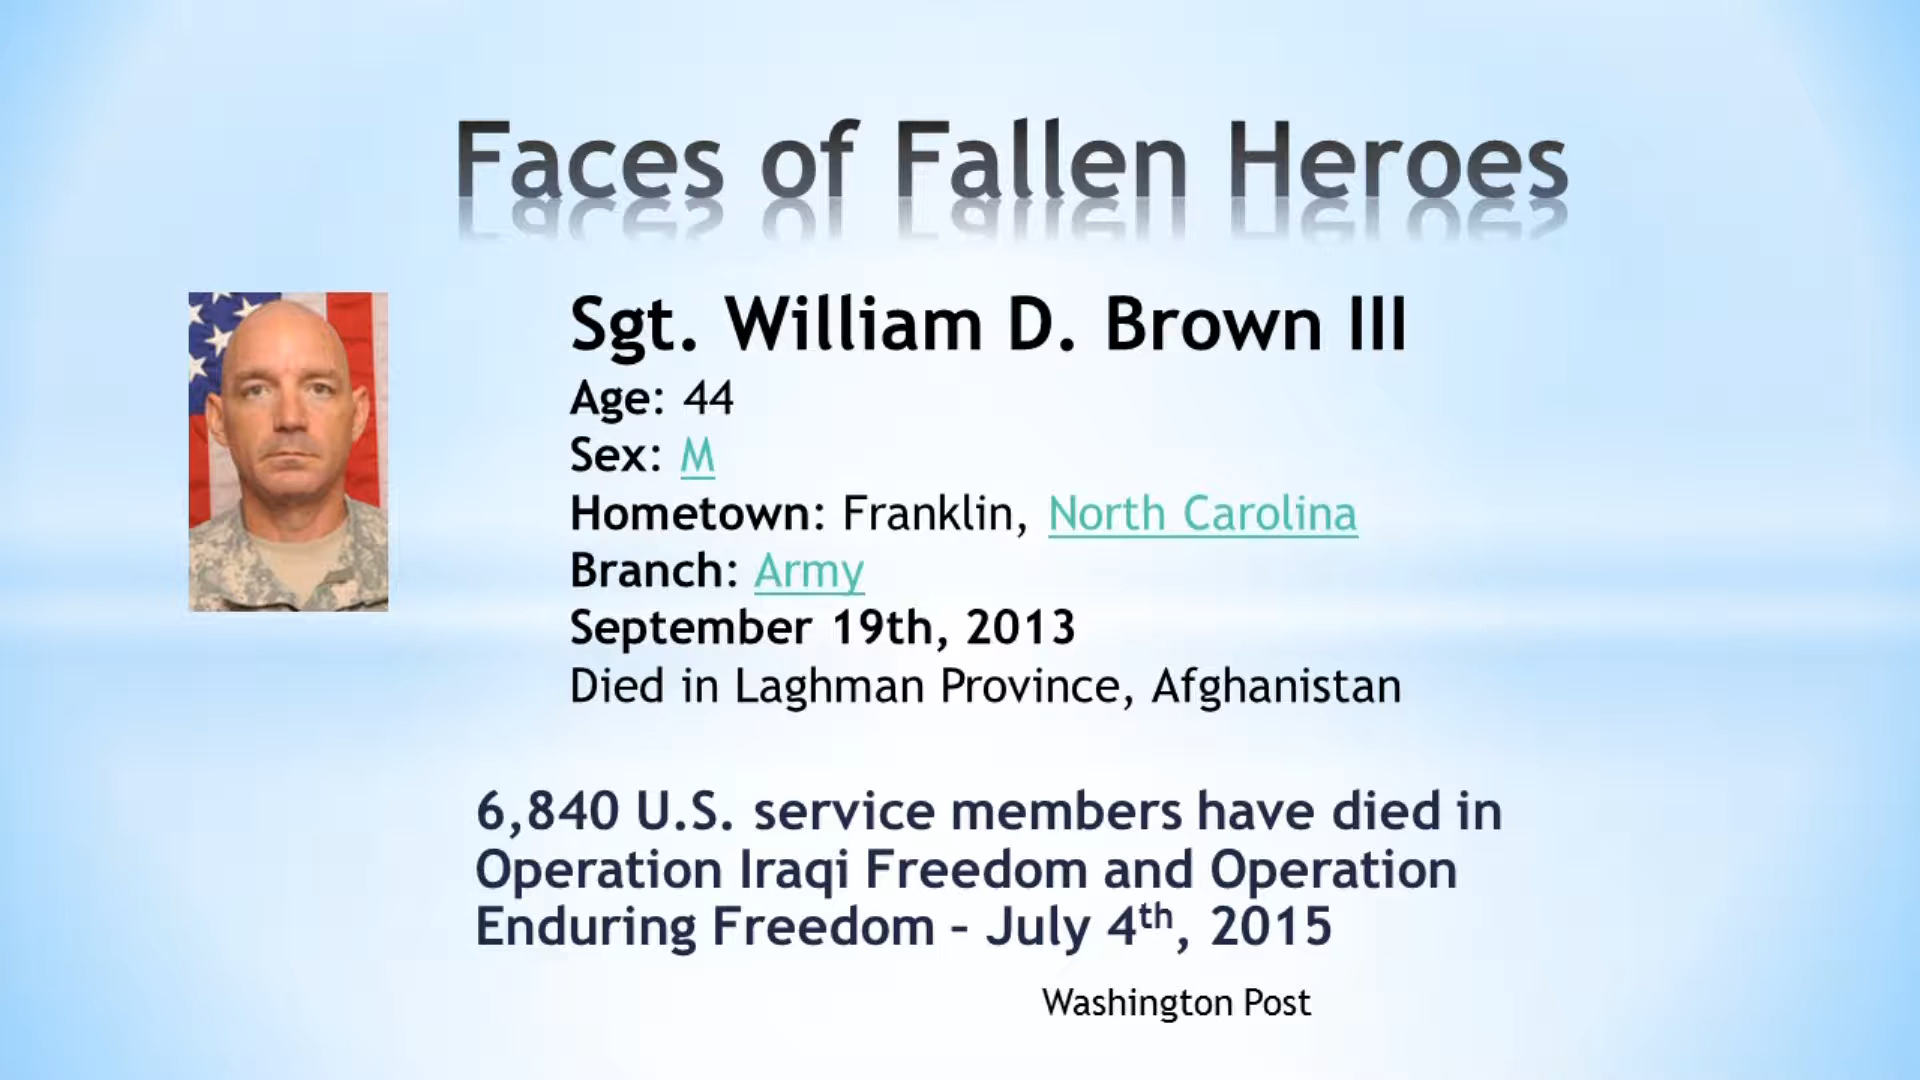 Faces of Fallen Heroes
Sgt. William D. Brown III
Age: 44
Sex: M
Hometown: Franklin, North Carolina
Branch: Army
September 19th, 2013
Died in Laghman Province, Afghanistan
6,840 U.S. service members have died in
Operation Iraqi Freedom and Operation
Enduring Freedom – July 4th, 2015
Washington Post